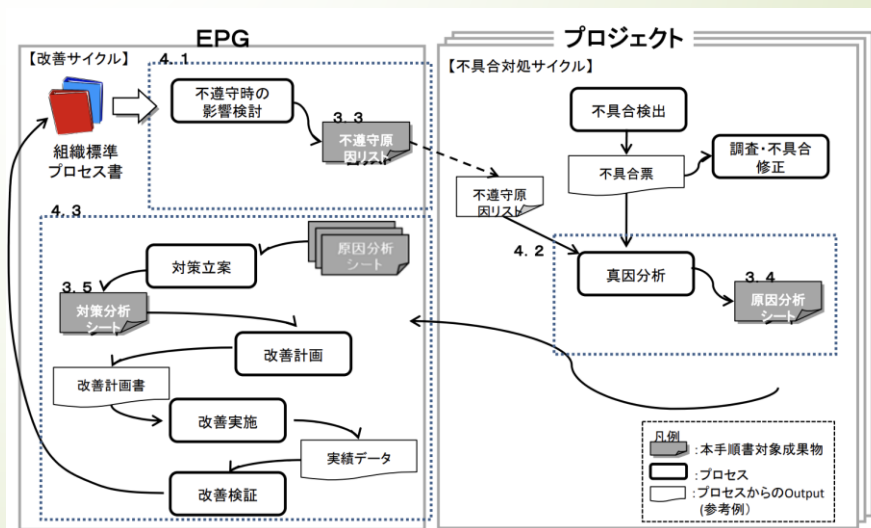 EPG
【改善サイクル】
4.1
不遵守時の
影響検討
3.3
不遵守原
因リスト
組織標準
プロセス書
4.3
原因分析
シート
対策立案
3.5
対策分析
シート
改善計画
改善計画書
改善実施
実績データ
改善検証
プロジェクト
【不具合対処サイクル】
不具合検出
調査・不具合
修正
不具合票
不遵守原
因リスト
4.2
真因分析
3.4
原因分析
シート
凡例
:本手順書対象成果物
:プロセス
:プロセスからのOutput
(参考例)